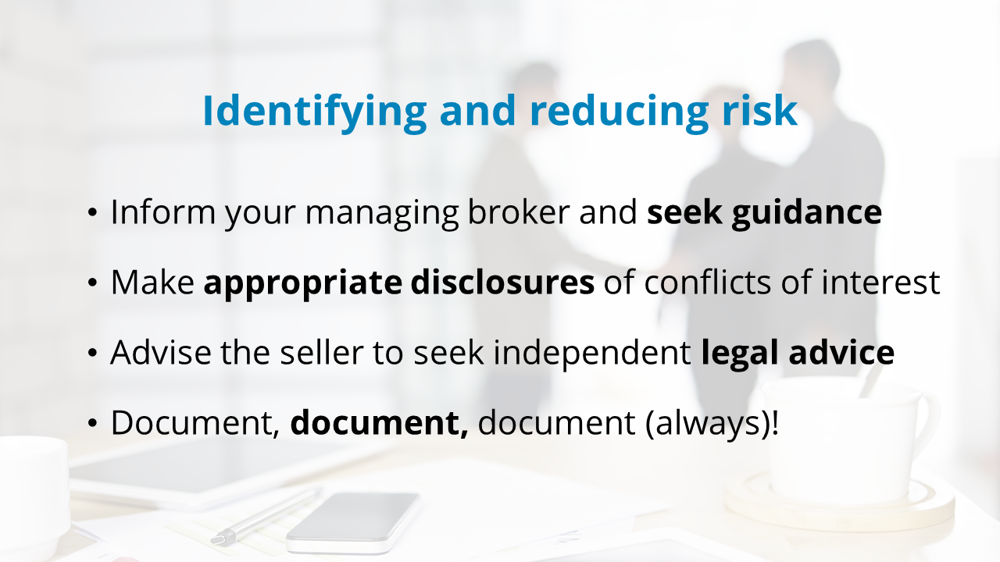 Identifying and reducing risk
• Inform your managing broker and seek guidance
• Make appropriate disclosures of conflicts of interest
• Advise the seller to seek independent legal advice
• Document, document, document (always)!